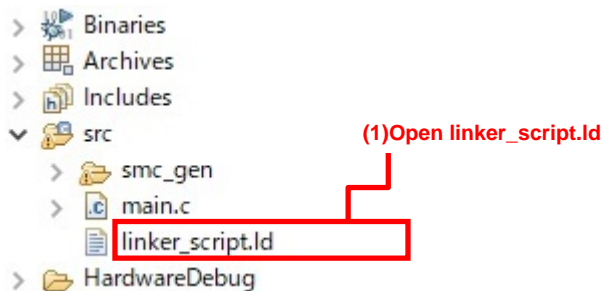 Binaries
Archives
Includes
src
(1)Open linker_script.ld
smc_gen
main.c
linker_script.ld
HardwareDebug